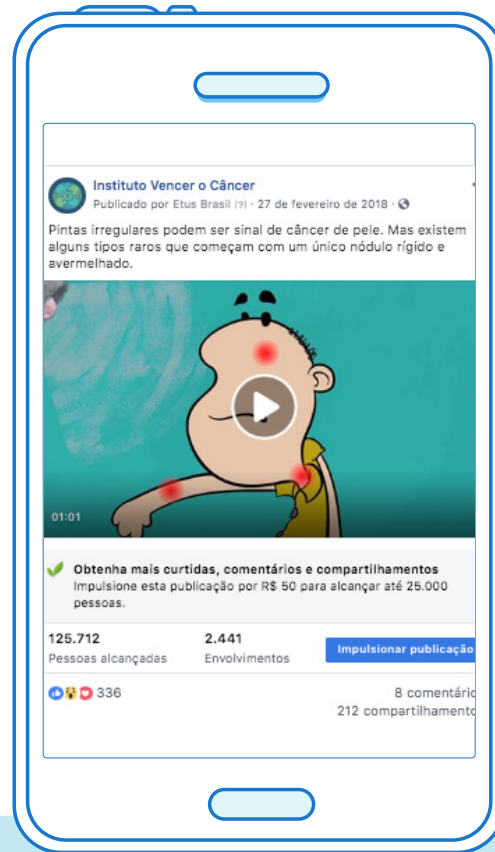 Instituto Vencer o Câncer
Publicado por Etus Brasil [?] · 27 de fevereiro de 2018 ·
Pintas irregulares podem ser sinal de câncer de pele. Mas existem
alguns tipos raros que começam com um único nódulo rígido e
avermelhado.
01:01
Obtenha mais curtidas, comentários e compartilhamentos
Impulsione esta publicação por R$ 50 para alcançar até 25.000
pessoas.
125.712
Pessoas alcançadas
2.441
Envolvimentos
Impulsionar publicação
336
8 comentário
212 compartilhamento